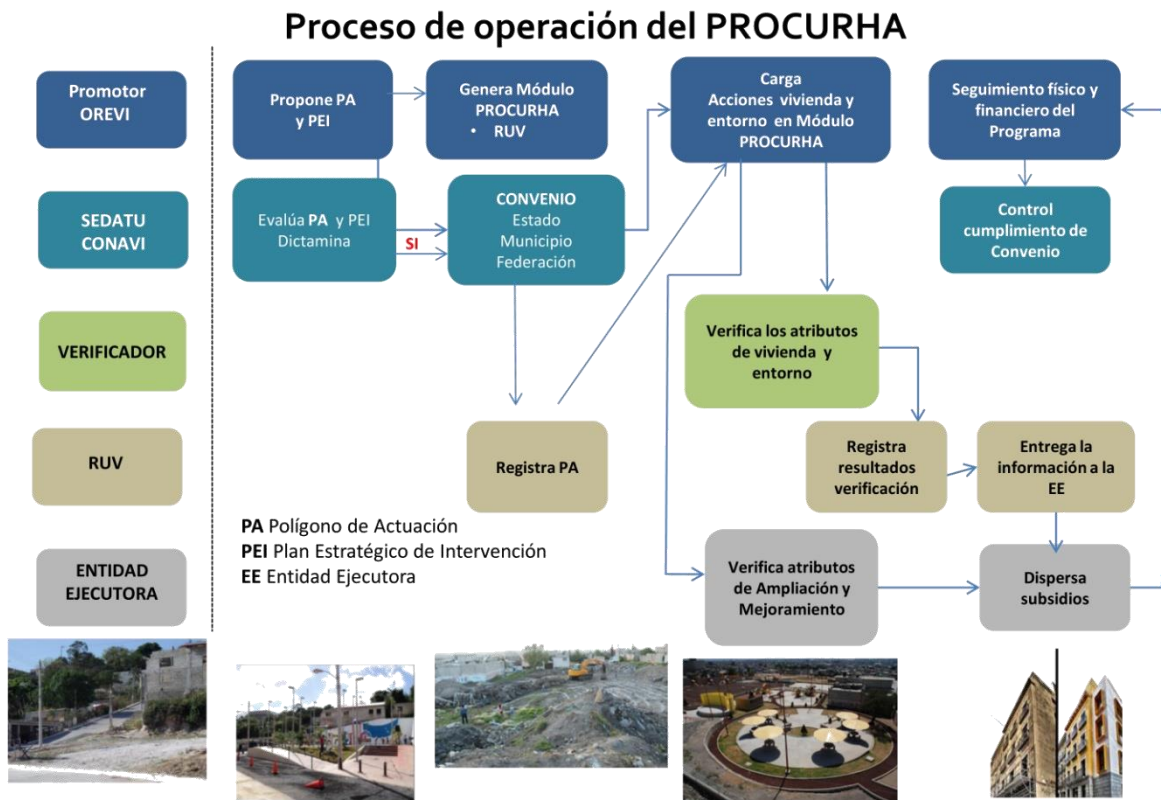 Proceso de operación del PROCURHA
Promotor
OREVI
Propone PA
y PEI
Genera Módulo
PROCURHA
• RUV
Carga
Acciones vivienda y
entorno en Módulo
PROCURHA
Seguimiento físico y
financiero del
Programa
SEDATU
CONAVI
Evalúa PA y PEI
Dictamina
SI
CONVENIO
Estado
Municipio
Federación
Control
cumplimiento de
Convenio
VERIFICADOR
Verifica los atributos
de vivienda y
entorno
RUV
Registra PA
Registra
resultados
verificación
Entrega la
información a la
EE
PA Polígono de Actuación
PEI Plan Estratégico de Intervención
EE Entidad Ejecutora
ENTIDAD
EJECUTORA
Verifica atributos
de Ampliación y
Mejoramiento
Dispersa
subsidios